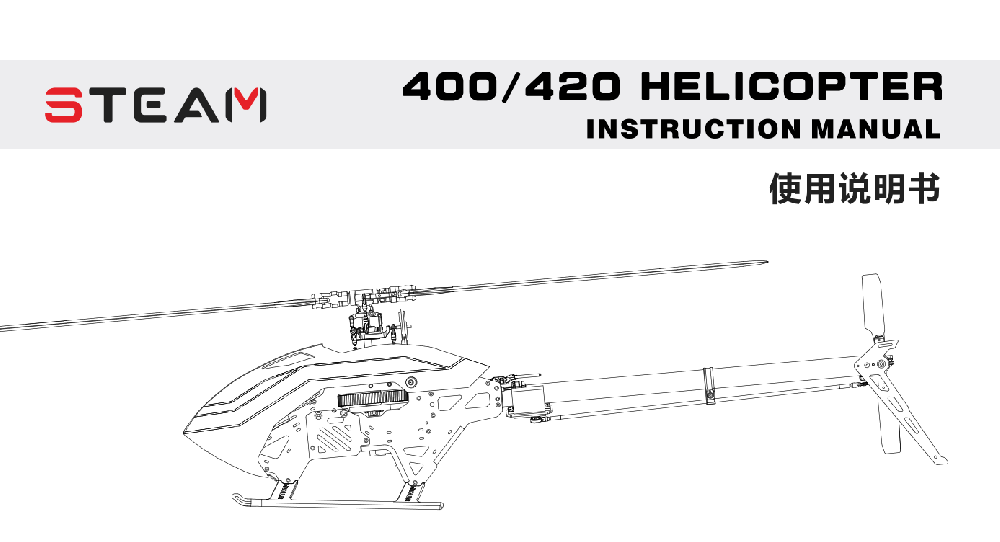 STEAM
400/420 HELICOPTER
INSTRUCTION MANUAL
使用说明书